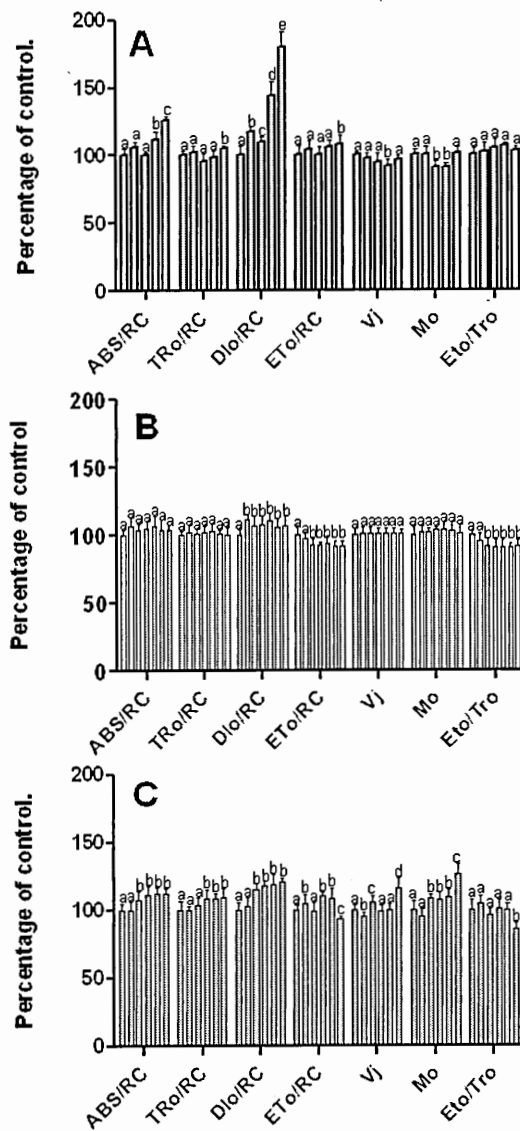 Percentage of control.
200
150
100
50
0
A
a a a b c
a a a a b
a b c d e
a a a a b
a a a b a
a a b b a
a a a a a
ABS/RC
TRo/RC
DIo/RC
ETo/RC
Vj
Mo
Eto/Tro
Percentage of control
200
150
100
50
0
B
a a a a a a a
a a a a a a a
a b b b b b b
a a b b b b b
a a a a a a a
a a a a a a a
a a b b b b b
ABS/RC
TRo/RC
DIo/RC
ETo/RC
Vj
Mo
Eto/Tro
Percentage of control.
200
150
100
50
0
C
a a b b b b
a a a b b b
a a b b b b
a b a b b c
a b c a a d
a a b b b c
a a a a a b
ABS/RC
TRo/RC
DIo/RC
ETo/RC
Vj
Mo
Eto/Tro